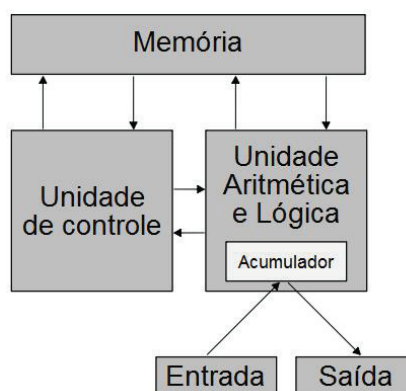 Memória
Unidade
de controle
Unidade
Aritmética
e Lógica
Acumulador
Entrada
Saída